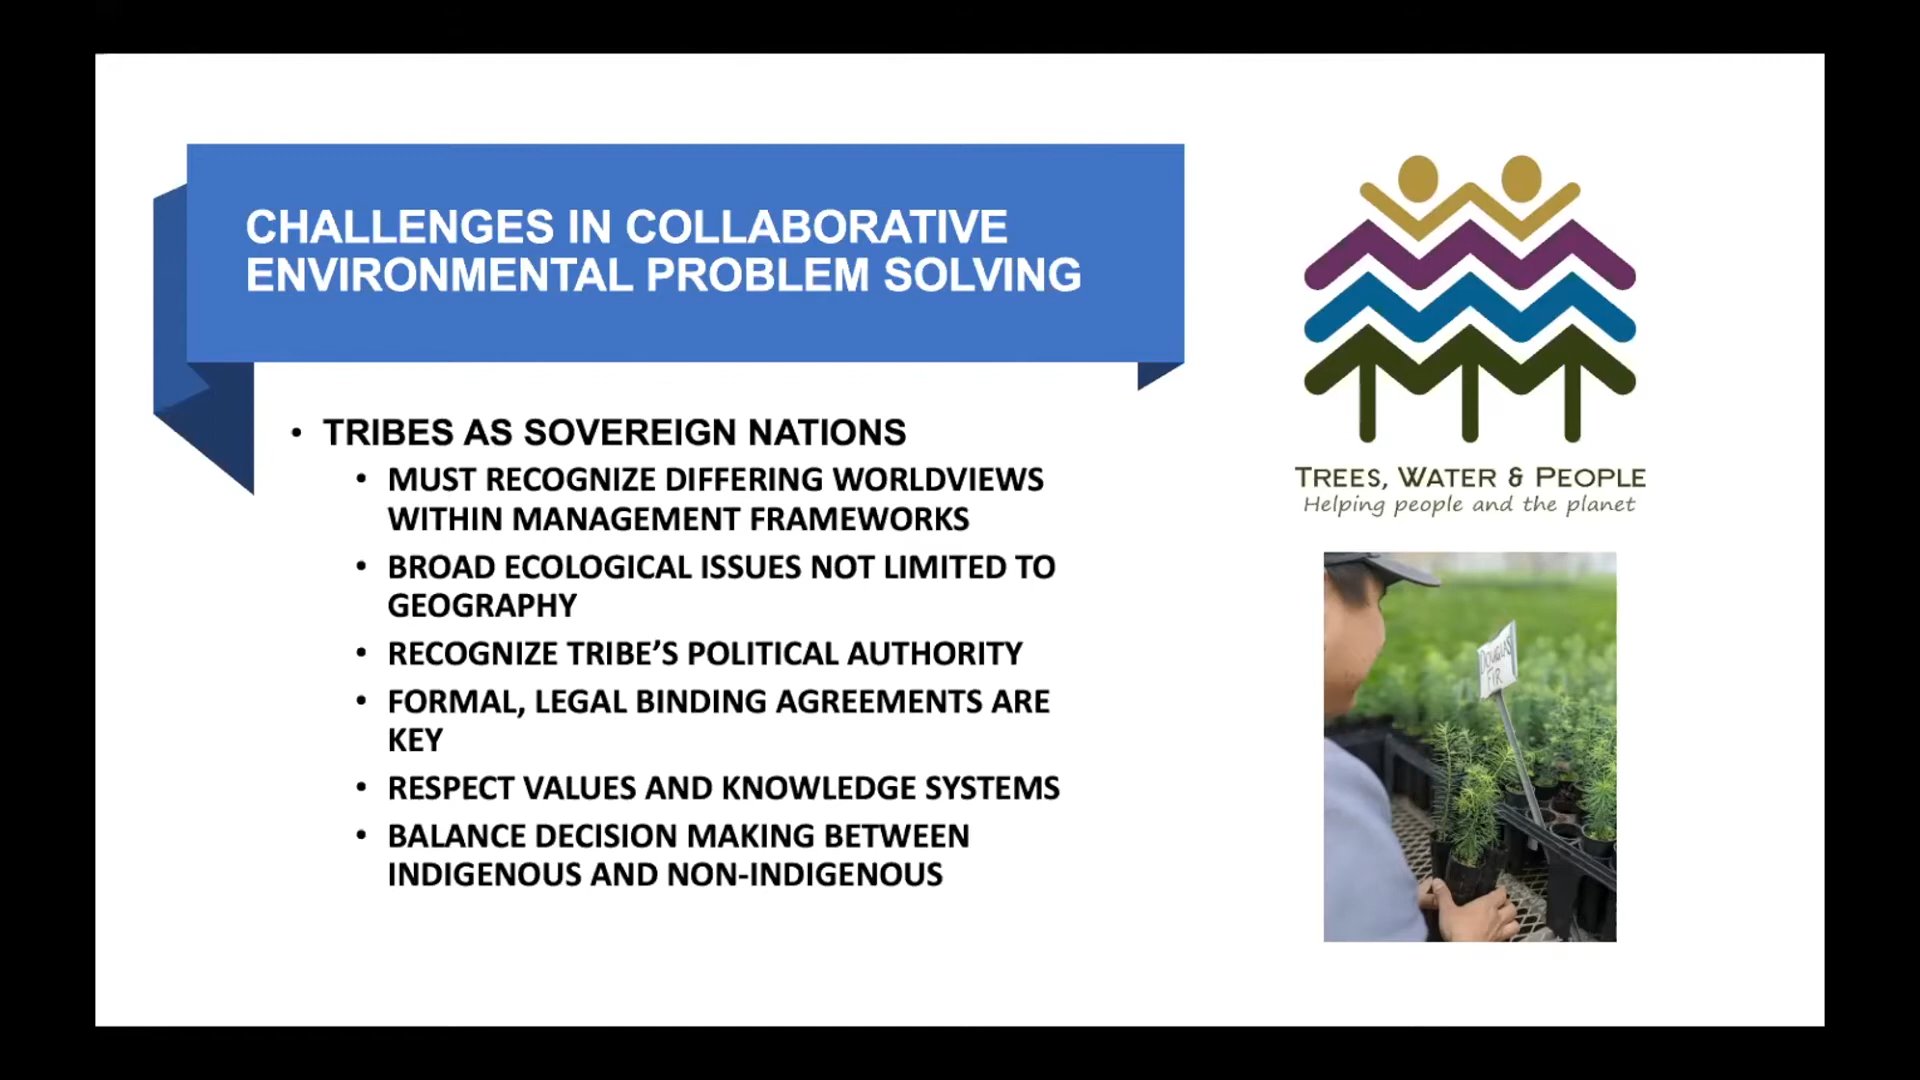 CHALLENGES IN COLLABORATIVE
ENVIRONMENTAL PROBLEM SOLVING
• TRIBES AS SOVEREIGN NATIONS
• MUST RECOGNIZE DIFFERING WORLDVIEWS
WITHIN MANAGEMENT FRAMEWORKS
• BROAD ECOLOGICAL ISSUES NOT LIMITED TO
GEOGRAPHY
• RECOGNIZE TRIBE’S POLITICAL AUTHORITY
• FORMAL, LEGAL BINDING AGREEMENTS ARE
KEY
• RESPECT VALUES AND KNOWLEDGE SYSTEMS
• BALANCE DECISION MAKING BETWEEN
INDIGENOUS AND NON-INDIGENOUS
TREES, WATER & PEOPLE
Helping people and the planet
DOUGLAS
FIR